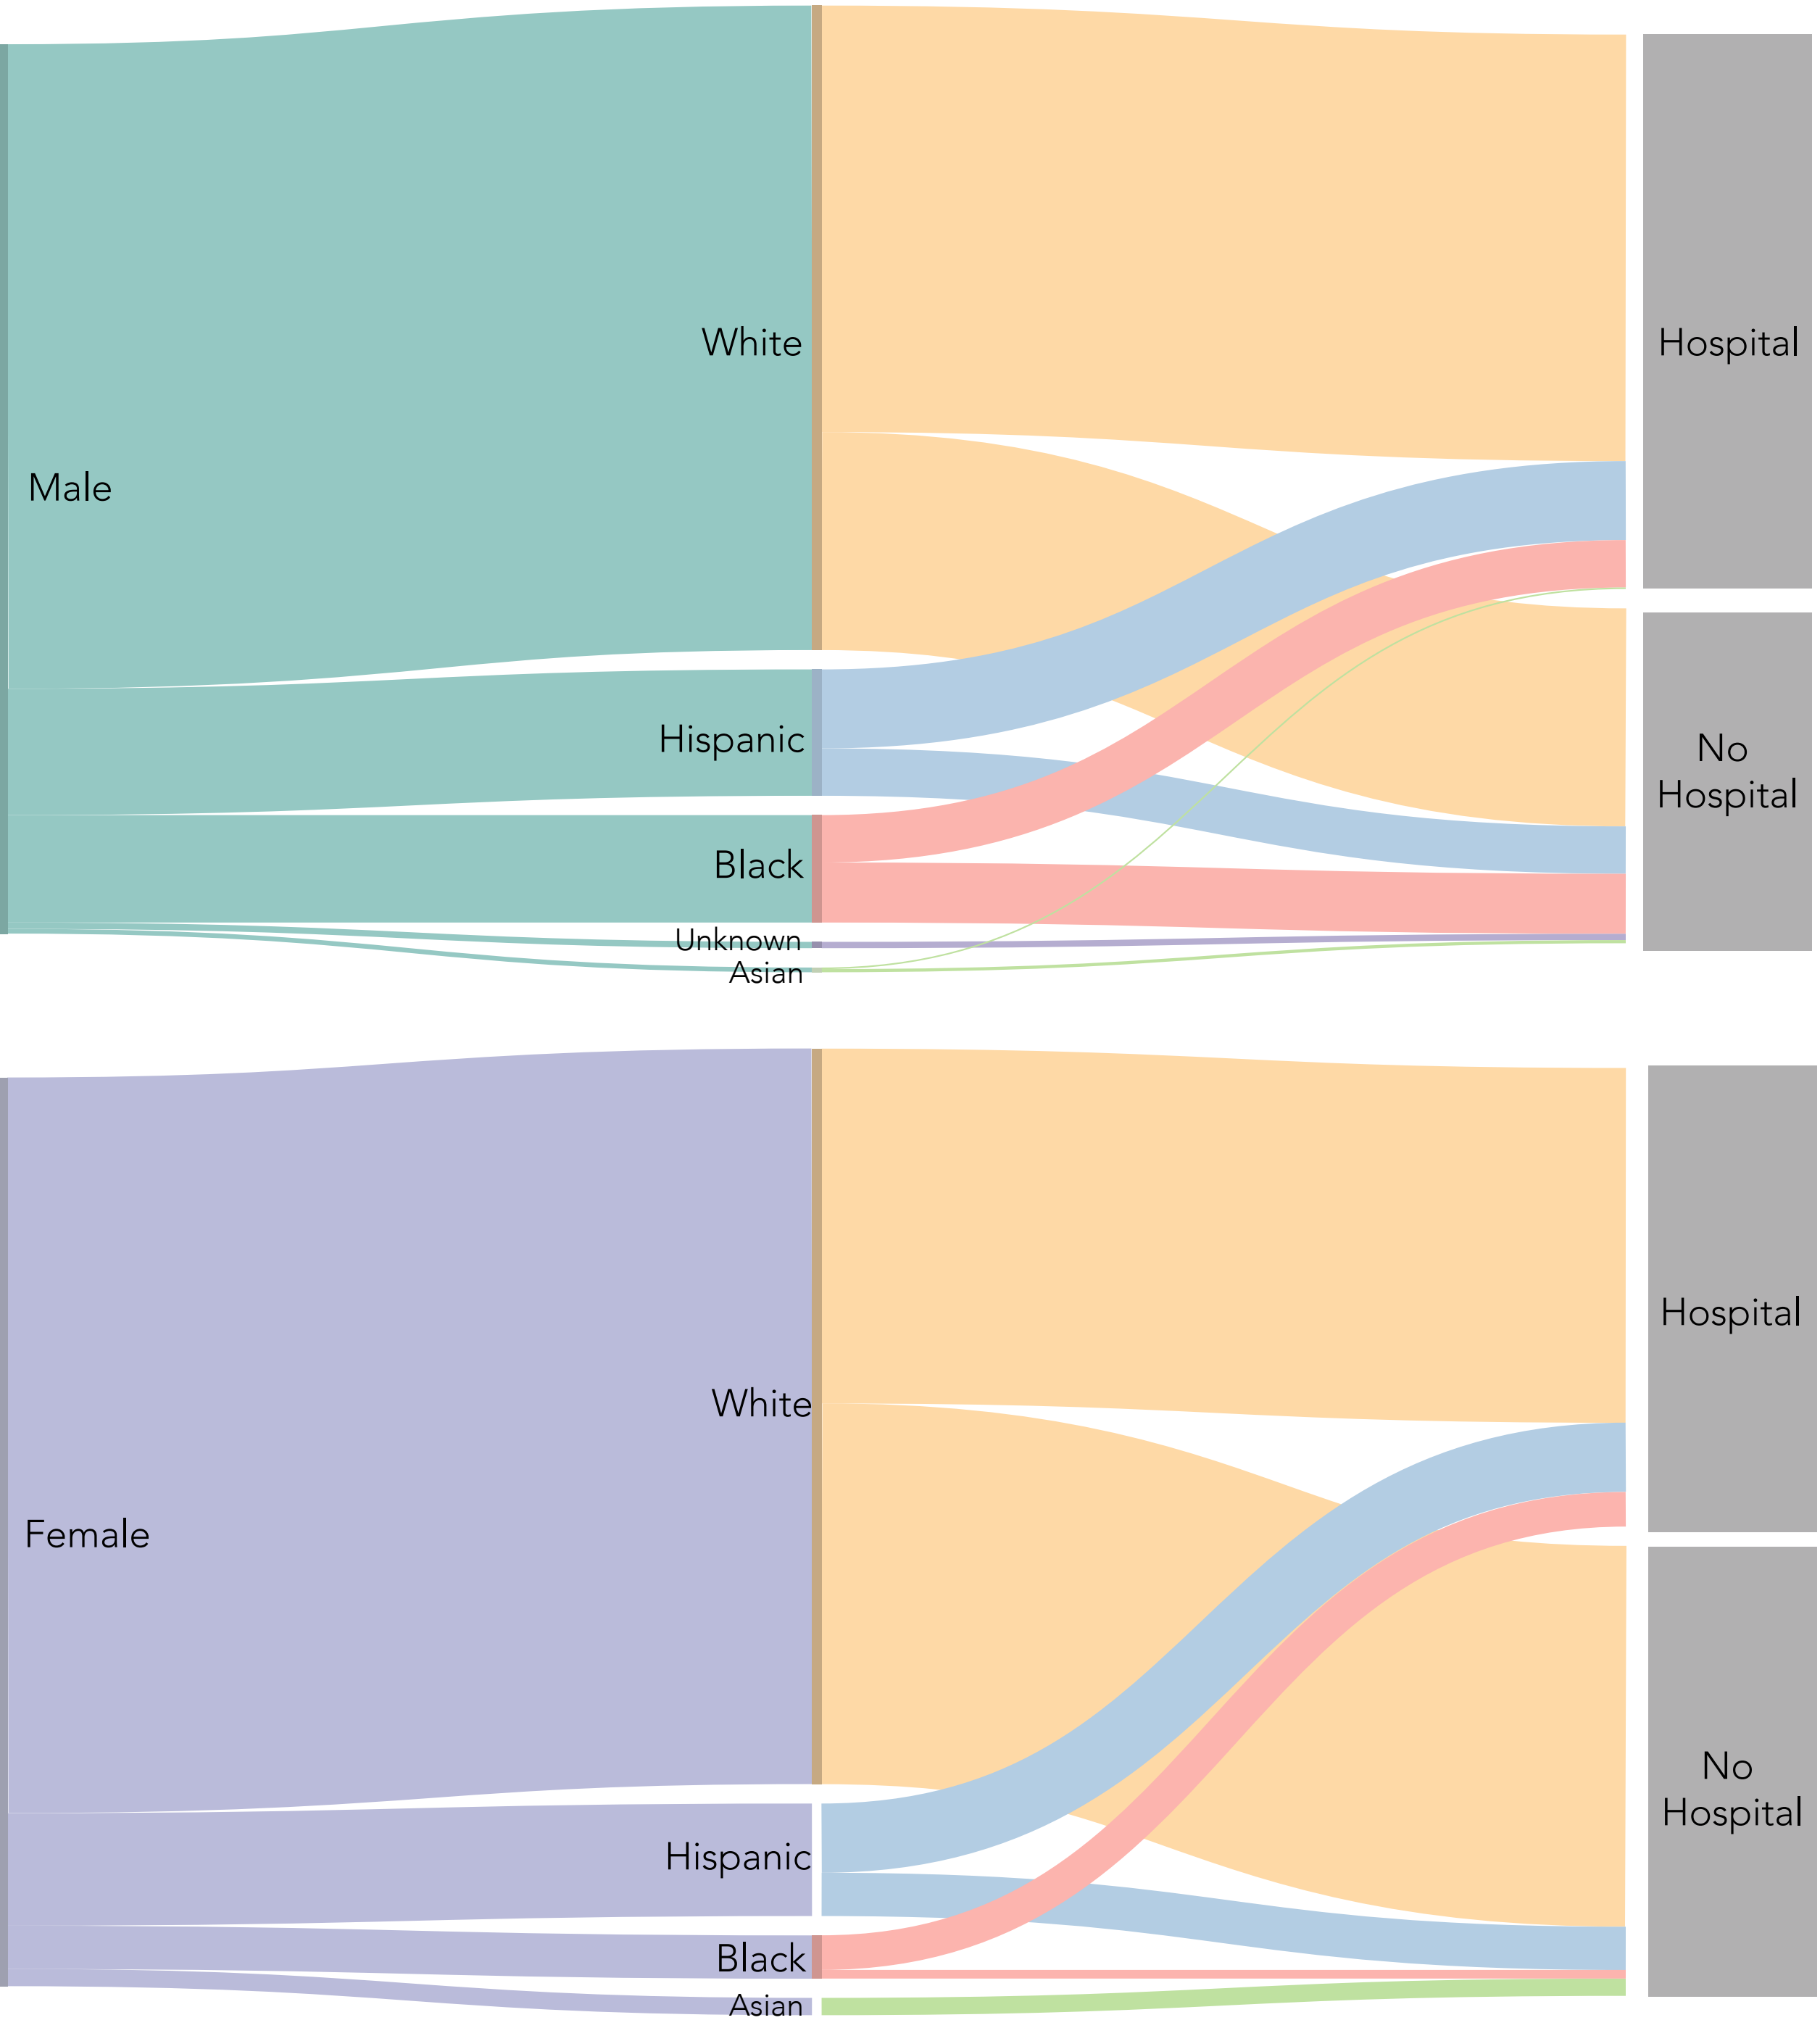 Male
White
Hispanic
Black
Unknown
Asian
Hospital
No
Hospital
Female
White
Hispanic
Black
Asian
Hospital
No
Hospital